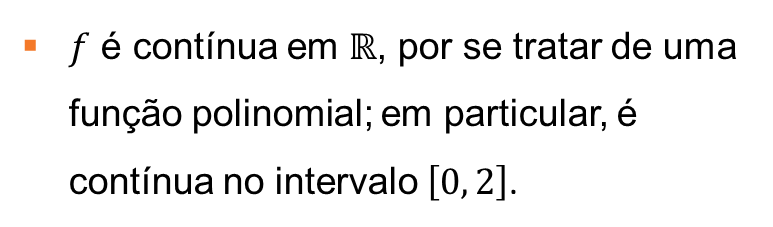 ▪ 𝑓 é contínua em ℝ, por se tratar de uma
função polinomial; em particular, é
contínua no intervalo [0, 2].